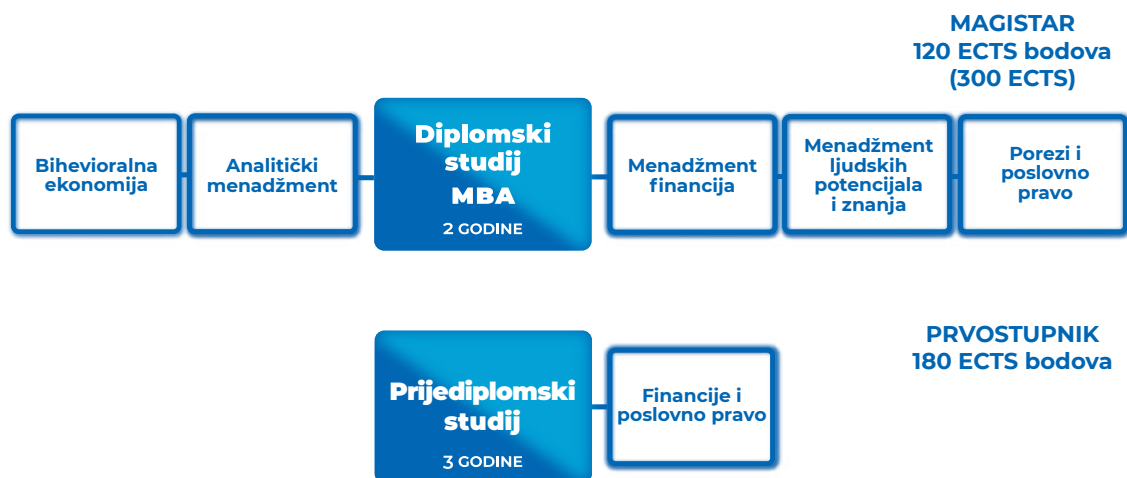 MAGISTAR
120 ECTS bodova
(300 ECTS)
Bihevioralna
ekonomija
Analitički
menadžment
Diplomski
studij
MBA
2 GODINE
Menadžment
financija
Menadžment
ljudskih
potencijala
i znanja
Porezi i
poslovno
pravo
PRVOSTUPNIK
180 ECTS bodova
Prijediplomski
studij
3 GODINE
Financije i
poslovno pravo